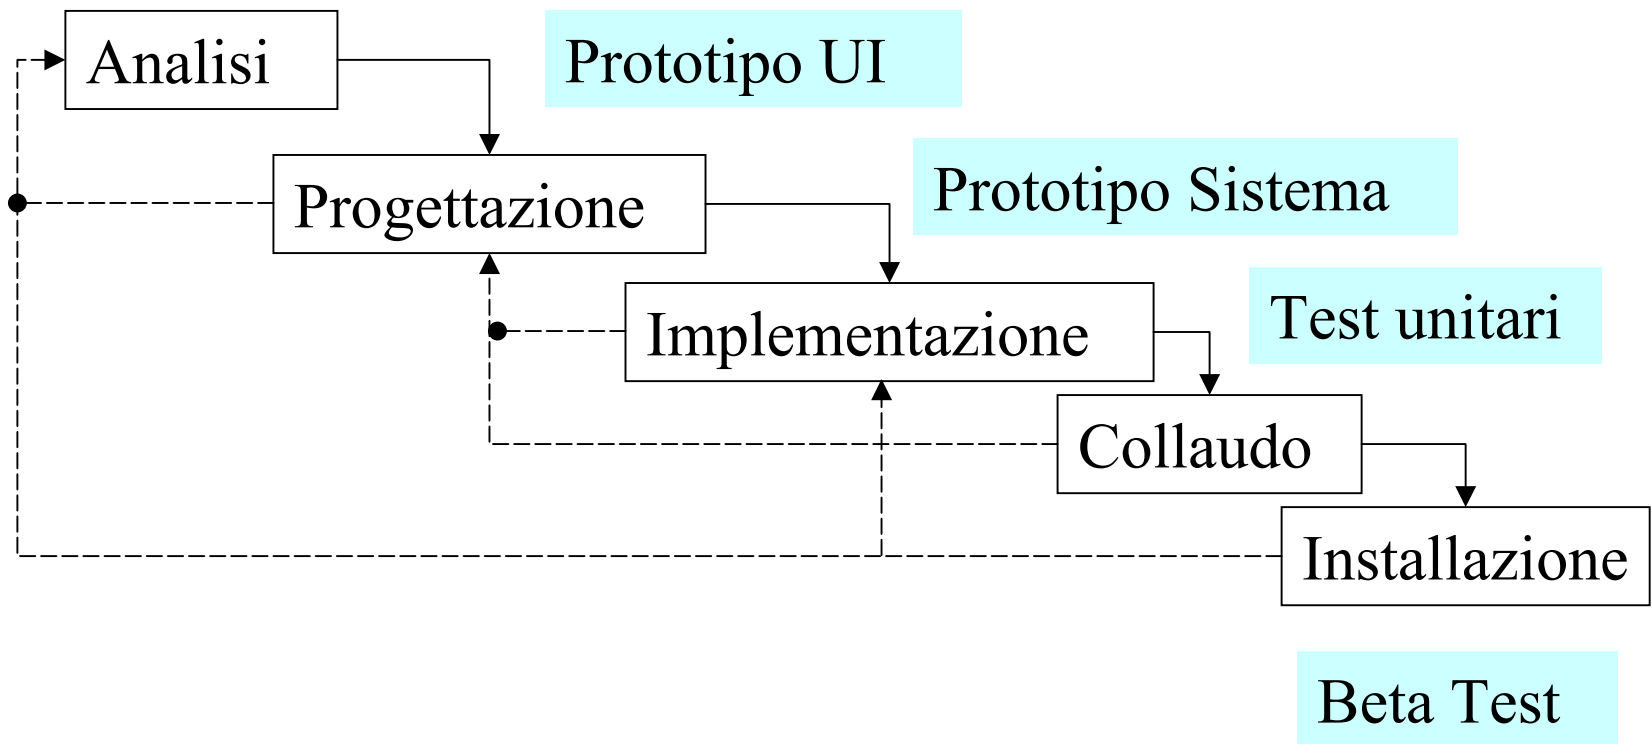 Analisi
Prototipo UI
Progettazione
Prototipo Sistema
Implementazione
Test unitari
Collaudo
Installazione
Beta Test